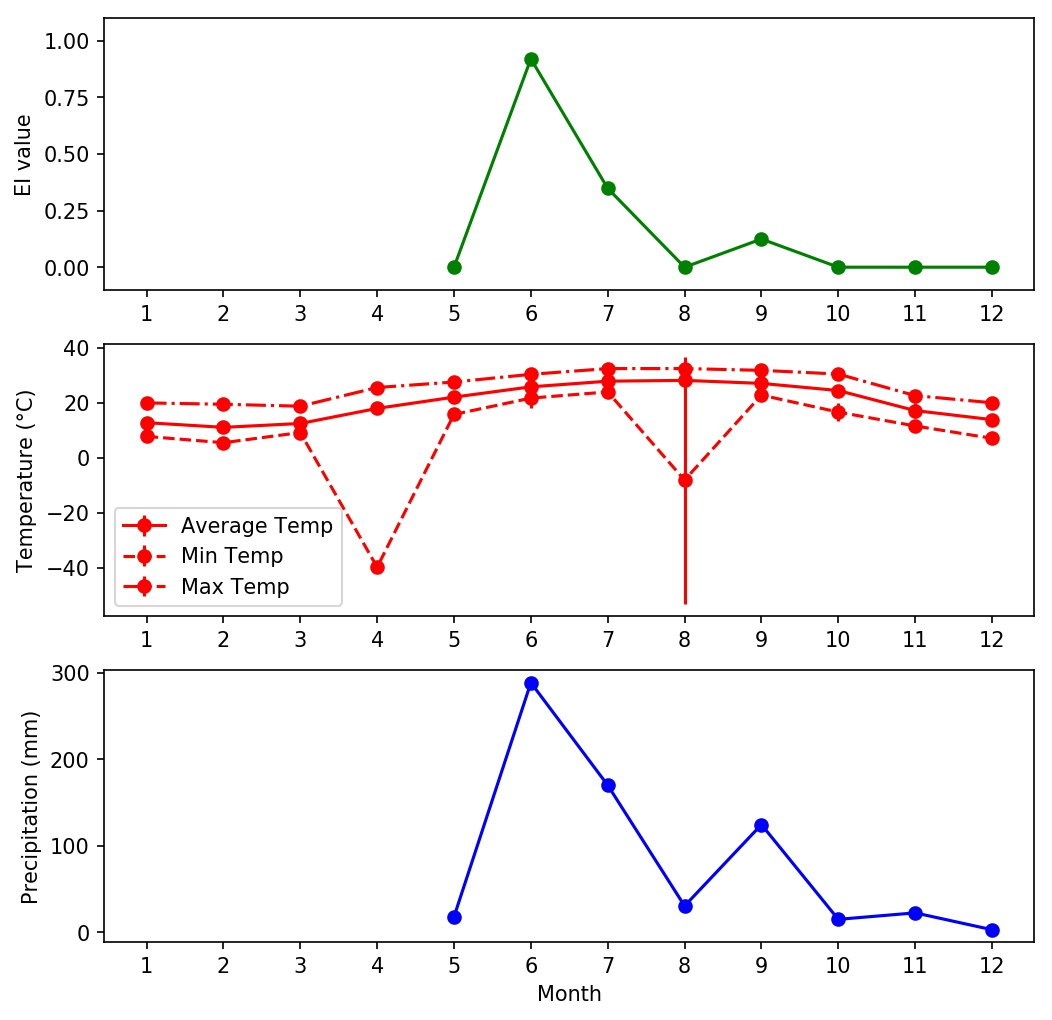 EI value
1.00
0.75
0.50
0.25
0.00
1 2 3 4 5 6 7 8 9 10 11 12
Temperature (°C)
40
20
0
−20
−40
Average Temp
Min Temp
Max Temp
1 2 3 4 5 6 7 8 9 10 11 12
Precipitation (mm)
300
200
100
0
1 2 3 4 5 6 7 8 9 10 11 12
Month